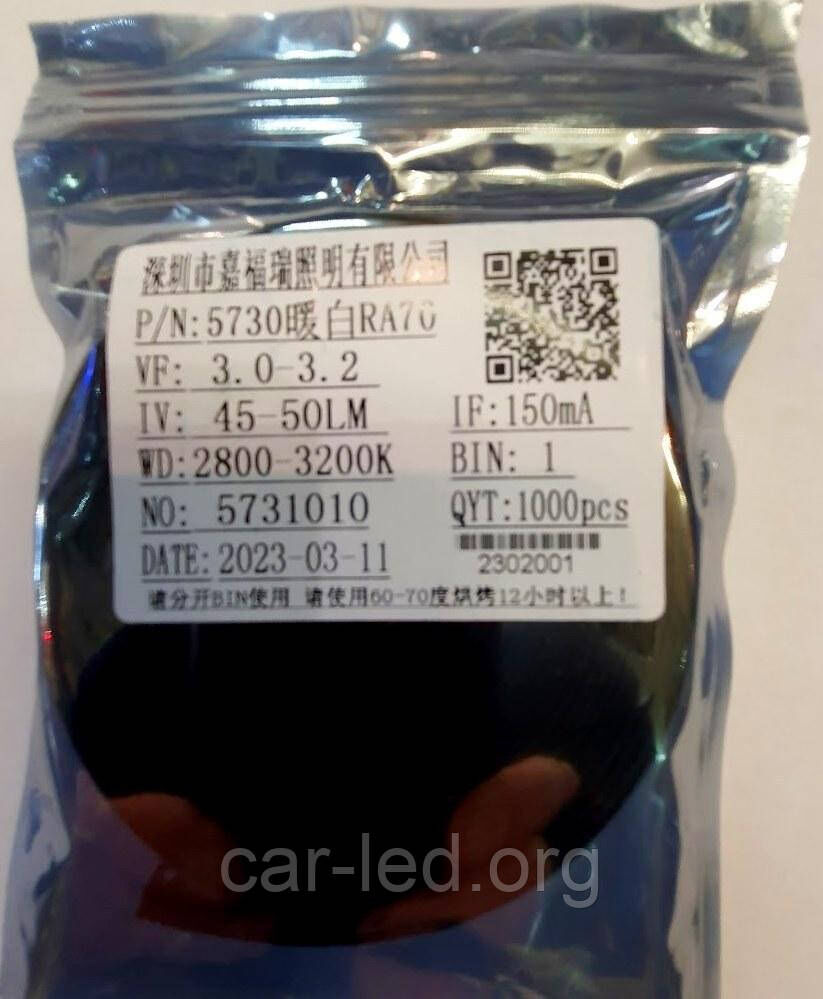 深圳市嘉福瑞照明有限公司
P/N: 5730暖白RA70
VF: 3.0-3.2
IV: 45-50LM IF: 150mA
WD: 2800-3200K BIN: 1
NO: 5731010 QYT: 1000pcs
DATE: 2023-03-11 2302001
请分开BIN使用 请使用60-70度烘烤12小时以上!
car-led.org